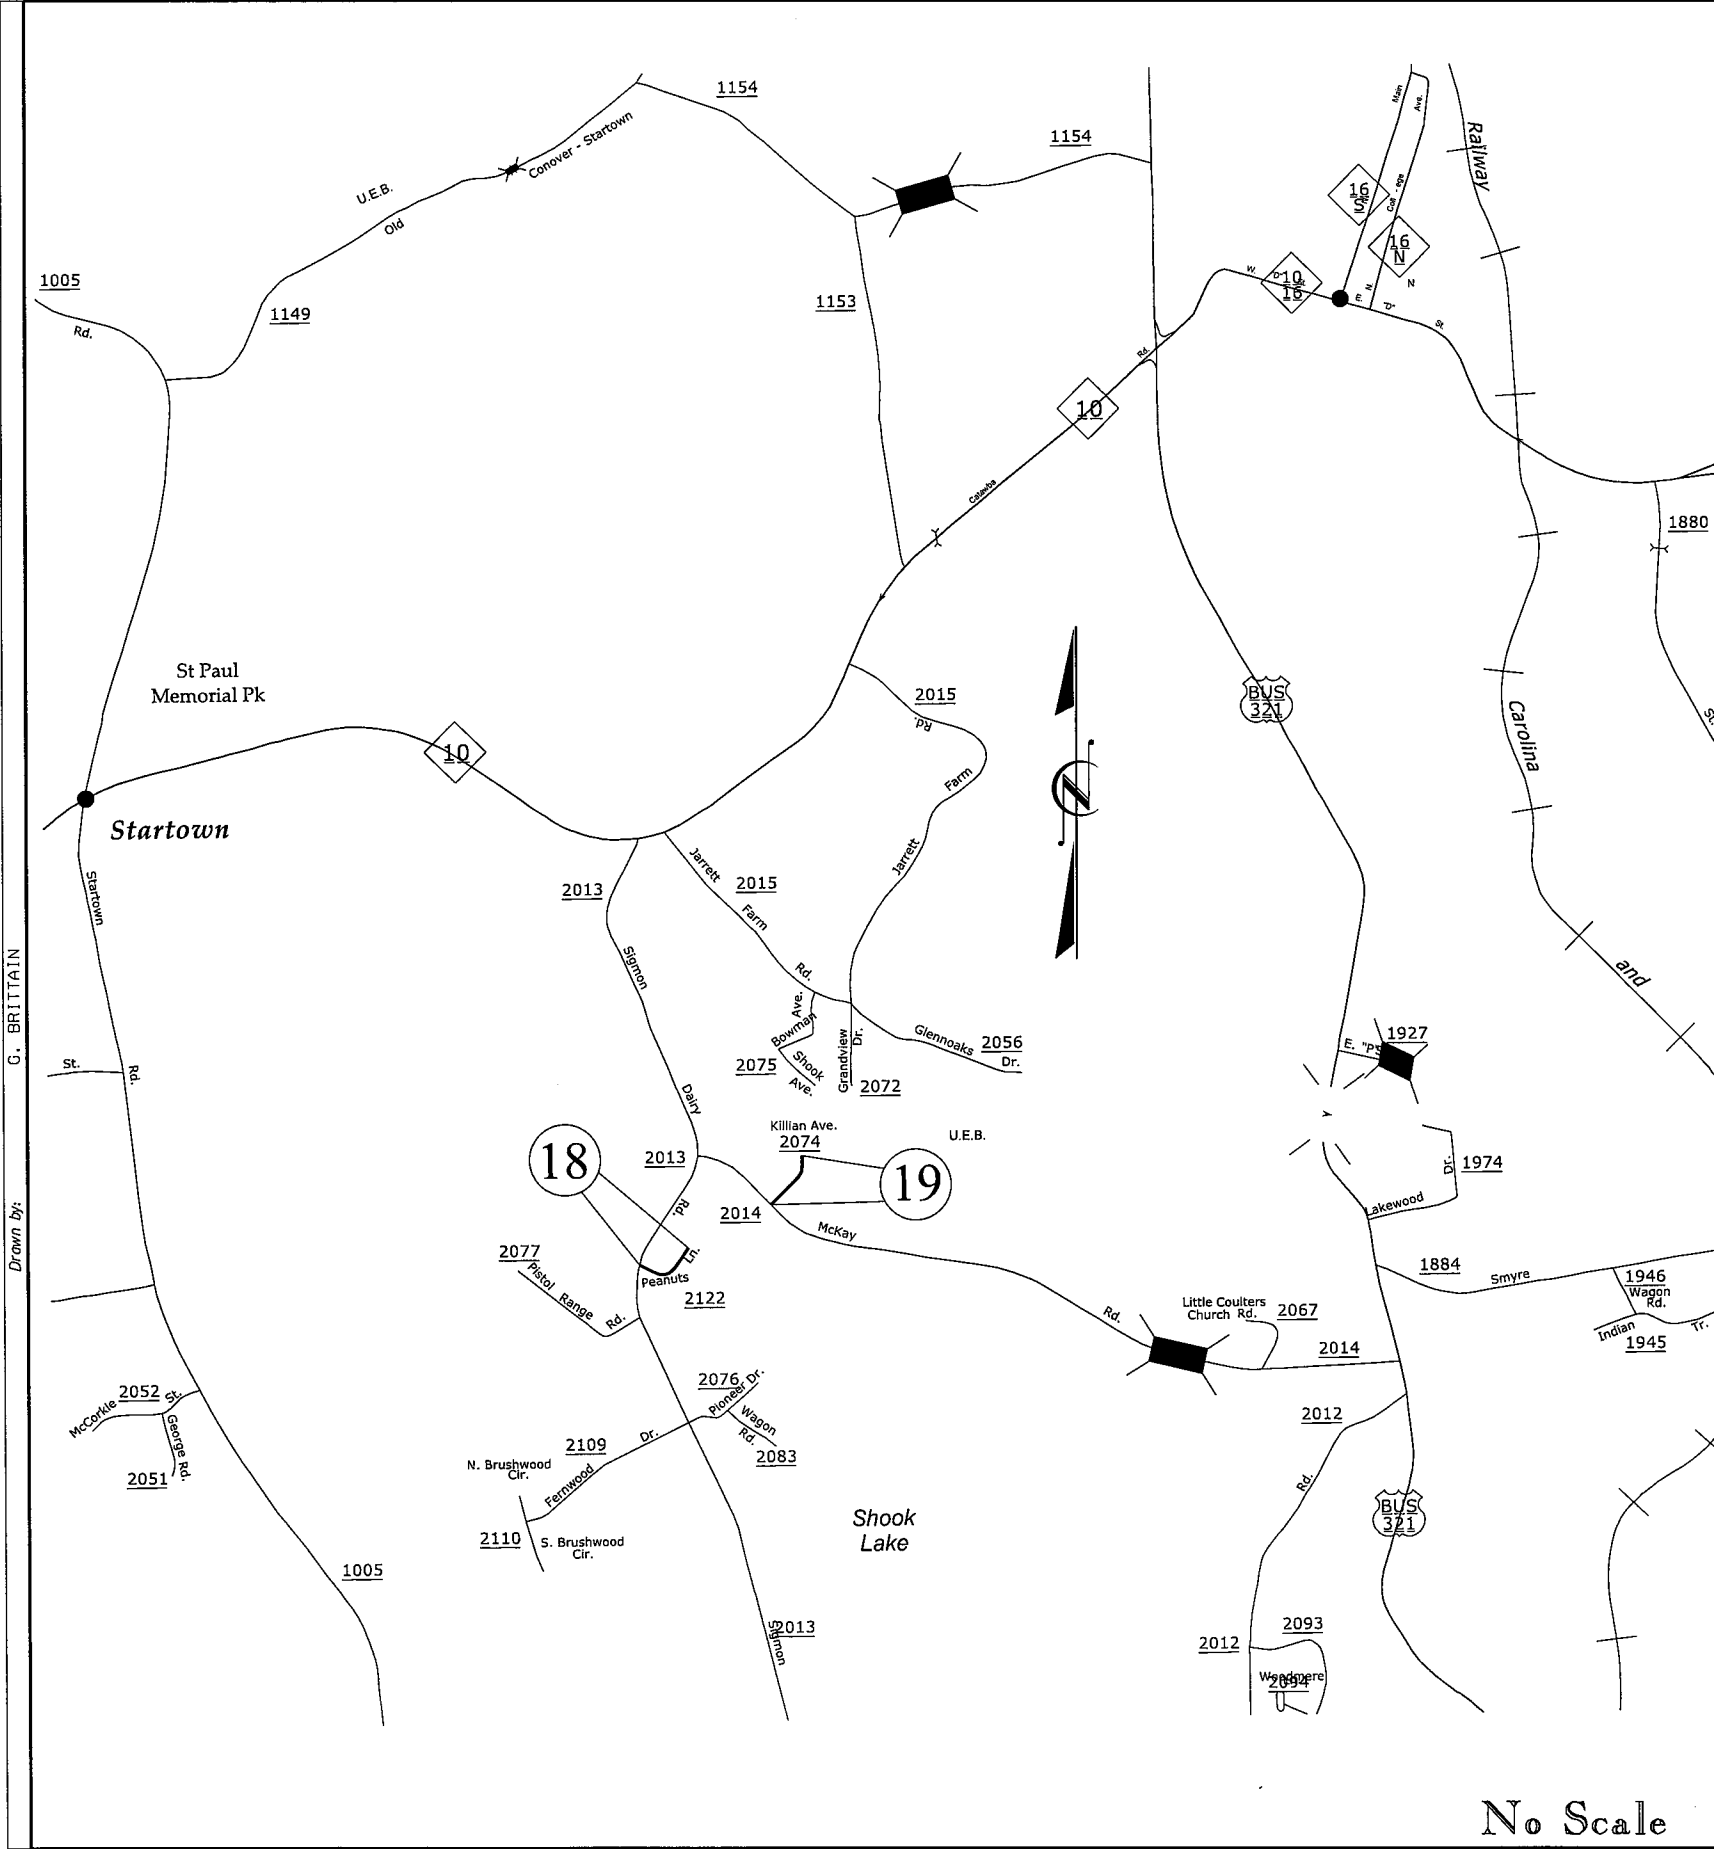 1154
1154
Conover - Startown
U.E.B.
Old
1005
Rd.
1149
1153
Main
Ave.
Railway
16
S
Coll - ege
16
N
N
W.
10
16
E.
N.
"D"
St.
Rd.
10
Catawba
1880
St Paul
Memorial Pk
2015
Rd.
BUS
321
St.
Carolina
10
Farm
N
Startown
Jarrett
Jarrett
2015
2013
Startown
Farm
Sigmon
Rd.
and
G. BRITTAIN
Ave.
Bowman
Grandview
Dr.
Glennoaks
2056
Dr.
1927
E. "P"
St.
Rd.
2075
Shook
Ave.
2072
Dairy
Killian Ave.
2074
U.E.B.
18
2013
19
Dr.
1974
Rd.
2014
McKay
Lakewood
Drawn by:
2077
Ln.
Peanuts
2122
Pistol
Range
Rd.
1884
Smyre
1946
Wagon
Rd.
Indian
Tr.
1945
Little Coulters
Church Rd.
2067
Rd.
2014
2076
Pioneer Dr.
2052
St.
McCorkle
George Rd.
2051
Wagon
Rd.
2083
2109
Dr.
2012
N. Brushwood
Cir.
Fernwood
Rd.
BUS
321
Shook
Lake
2110
S. Brushwood
Cir.
1005
2013
Sigmon
2012
2093
Woodmere
2094
No Scale